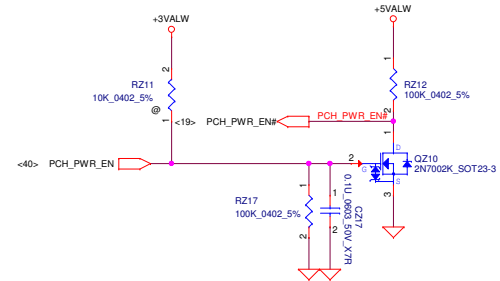 +3VALW
+5VALW
2
RZ11
10K_0402_5%
@
1
1
RZ12
100K_0402_5%
2
<19> PCH_PWR_EN#
PCH_PWR_EN#
<40> PCH_PWR_EN
2
G
D
S
QZ10
2N7002K_SOT23-3
3
1
RZ17
100K_0402_5%
2
1
2
CZ17
0.1U_0603_50V_X7R